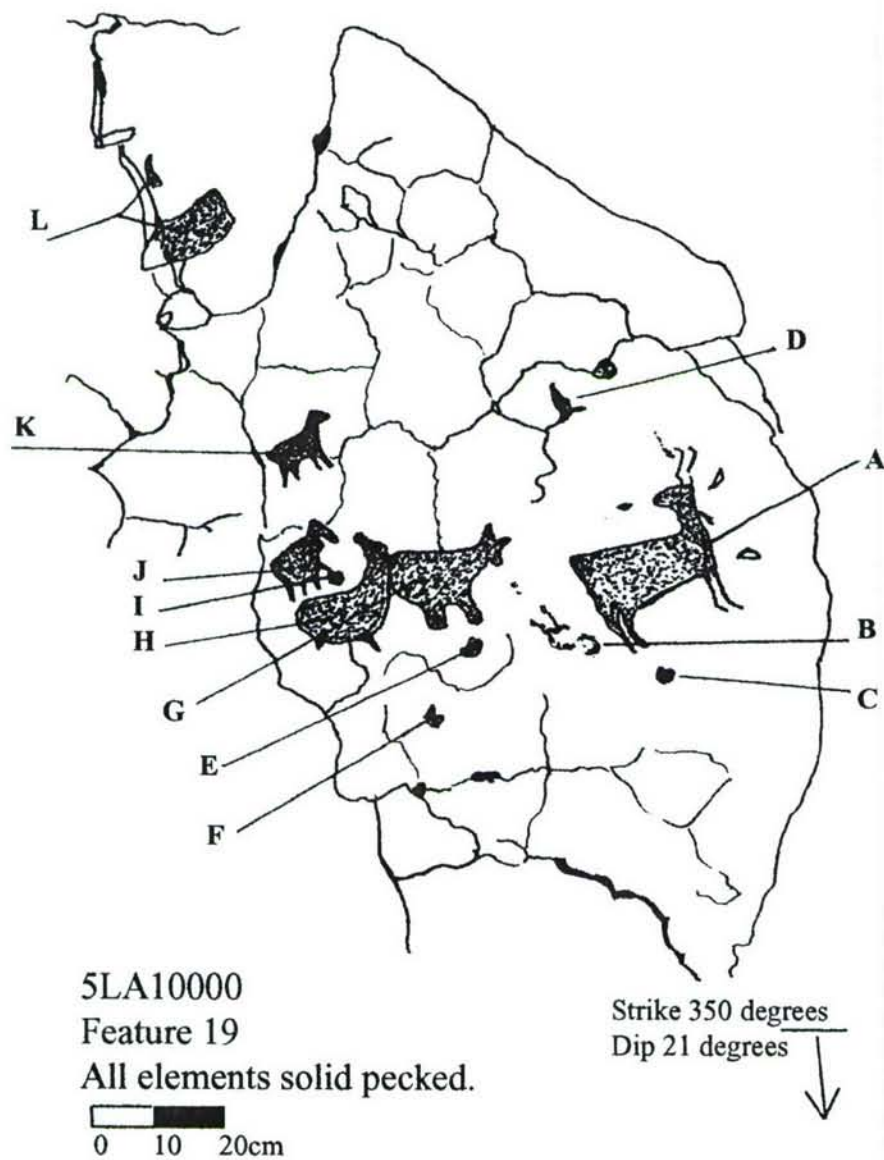 L
D
K
A
J
I
H
B
G
C
E
F
5LA10000
Feature 19
All elements solid pecked.
0 10 20cm
Strike 350 degrees
Dip 21 degrees